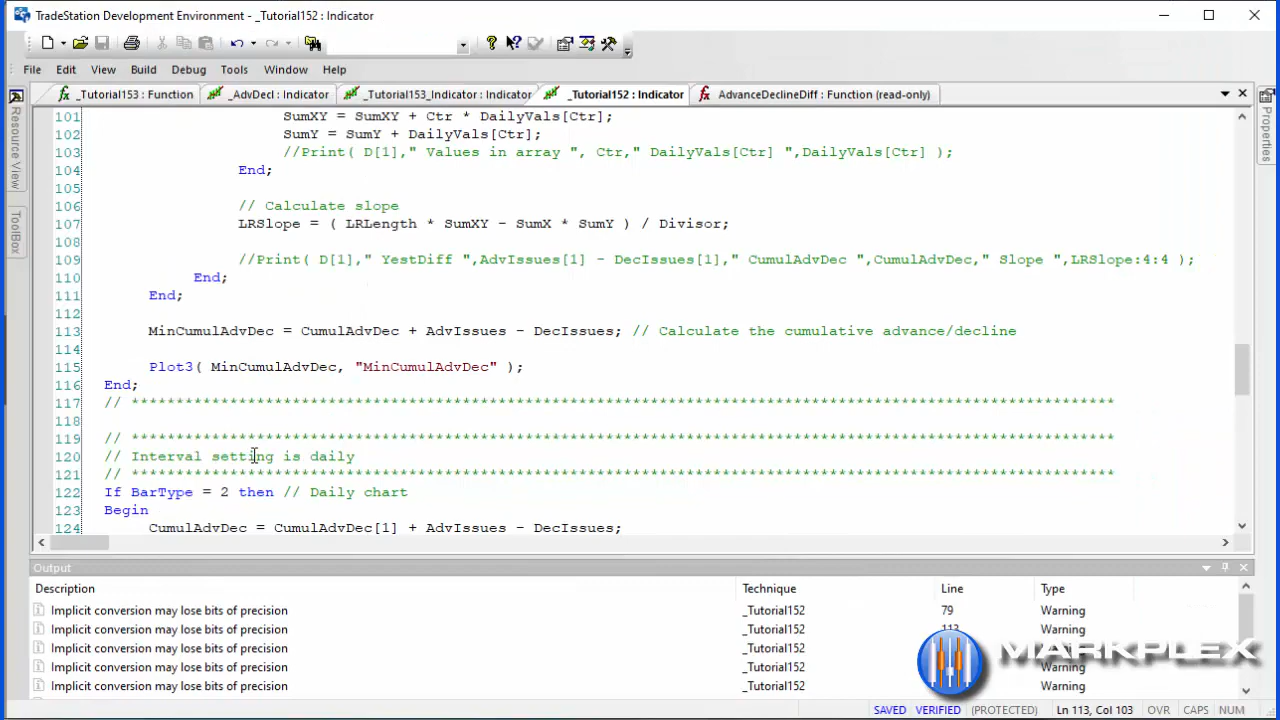 TradeStation Development Environment - _Tutorial152 : Indicator
File Edit View Build Debug Tools Window Help
_Tutorial153 : Function _AdvDecl : Indicator _Tutorial153_Indicator : Indicator _Tutorial152 : Indicator AdvanceDeclineDiff : Function (read-only)
Resource View
ToolBox
Properties
101 SumXY = SumXY + Ctr * DailyVals[Ctr];
102 SumY = SumY + DailyVals[Ctr];
103 //Print( D[1]," Values in array ", Ctr," DailyVals[Ctr] ",DailyVals[Ctr] );
104 End;
105
106 // Calculate slope
107 LRSlope = ( LRLength * SumXY - SumX * SumY ) / Divisor;
108
109 //Print( D[1]," YestDiff ",AdvIssues[1] - DecIssues[1]," CumulAdvDec ",CumulAdvDec," Slope ",LRSlope:4:4 );
110 End;
111 End;
112
113 MinCumulAdvDec = CumulAdvDec + AdvIssues - DecIssues; // Calculate the cumulative advance/decline
114
115 Plot3( MinCumulAdvDec, "MinCumulAdvDec" );
116 End;
117 // **************************************************************************************************************
118
119 // **************************************************************************************************************
120 // Interval setting is daily
121 // **************************************************************************************************************
122 If BarType = 2 then // Daily chart
123 Begin
124 CumulAdvDec = CumulAdvDec[1] + AdvIssues - DecIssues;
Output
Description Technique Line Type
Implicit conversion may lose bits of precision _Tutorial152 79 Warning
Implicit conversion may lose bits of precision _Tutorial152 113 Warning
Implicit conversion may lose bits of precision _Tutorial152
Implicit conversion may lose bits of precision _Tutorial152 Warning
Implicit conversion may lose bits of precision _Tutorial152 Warning
MARKPLEX
SAVED VERIFIED (PROTECTED) Ln 113, Col 103 OVR CAPS NUM